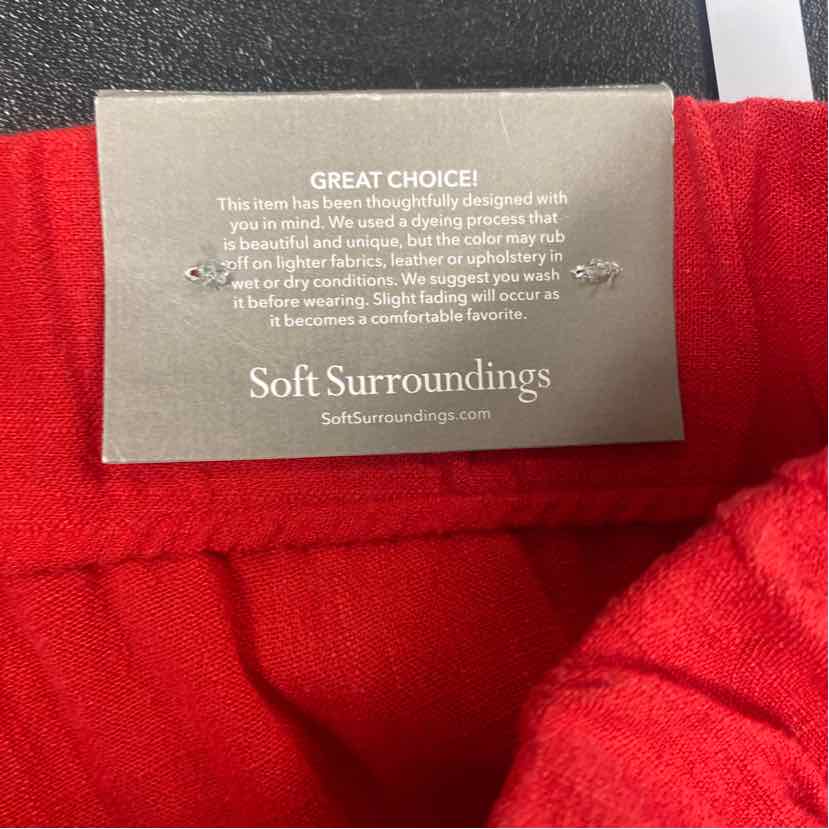 GREAT CHOICE!
This item has been thoughtfully designed with
you in mind. We used a dyeing process that
is beautiful and unique, but the color may rub
off on lighter fabrics, leather or upholstery in
wet or dry conditions. We suggest you wash
it before wearing. Slight fading will occur as
it becomes a comfortable favorite.
Soft Surroundings
SoftSurroundings.com